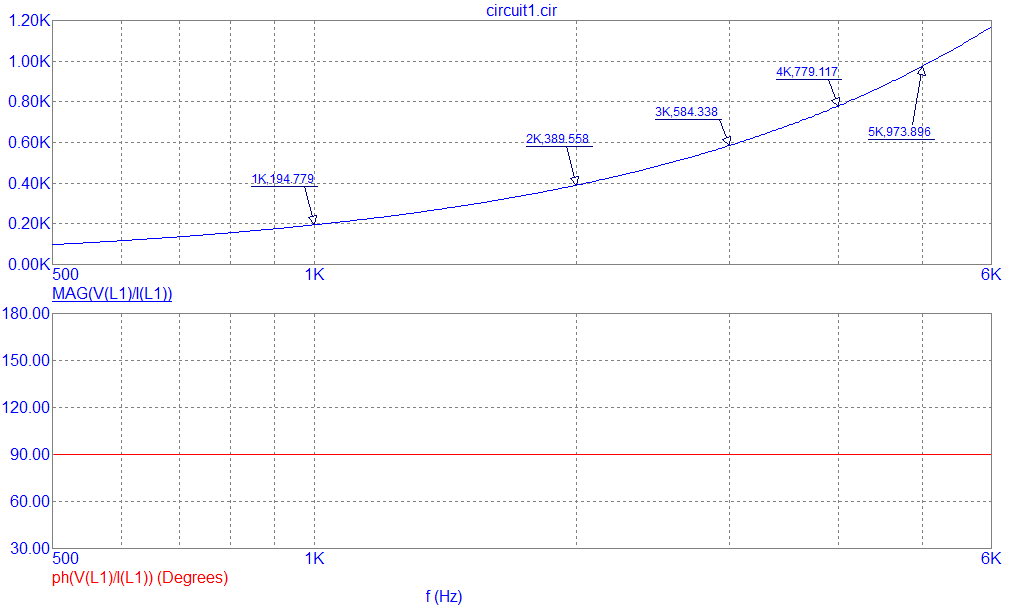 circuit1.cir
1.20K
1.00K
0.80K
0.60K
0.40K
0.20K
0.00K
4K,779.117
3K,584.338
5K,973.896
2K,389.558
1K,194.779
500 1K 6K
MAG(V(L1)/I(L1))
180.00
150.00
120.00
90.00
60.00
30.00
500 1K 6K
ph(V(L1)/I(L1)) (Degrees)
f (Hz)